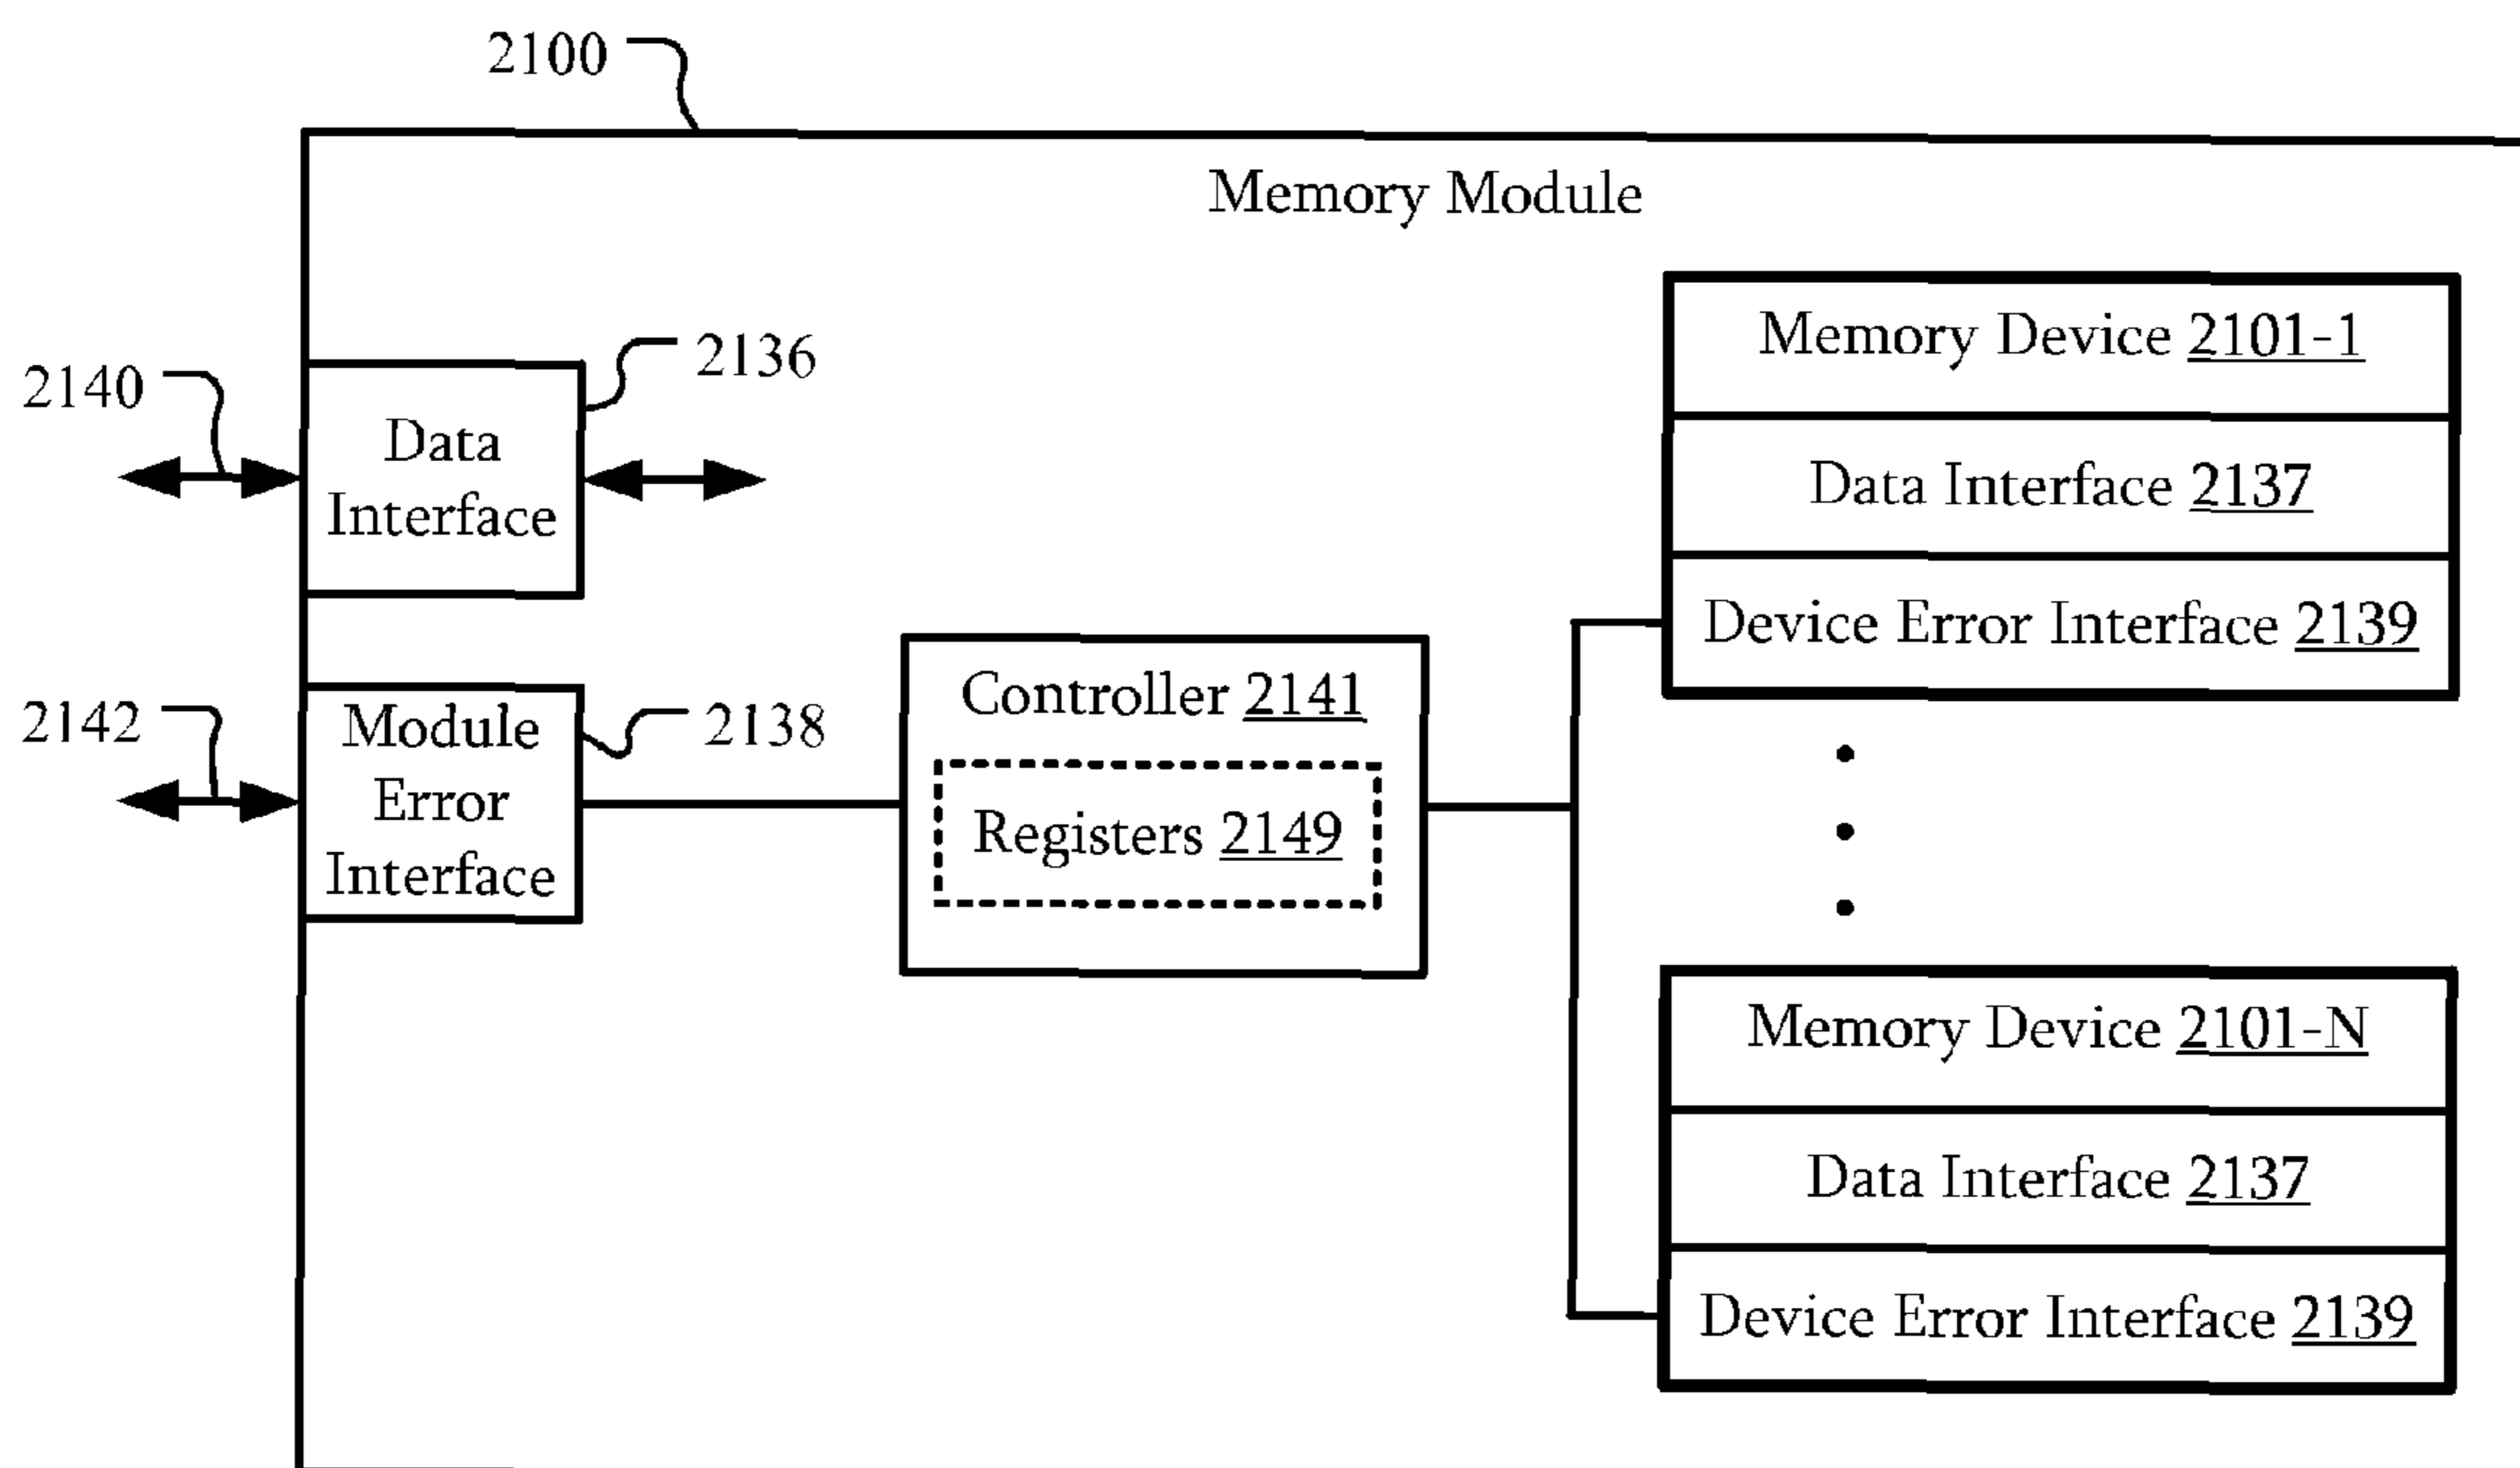 2100
Memory Module
2140
2136
Data
Interface
2142
2138
Module
Error
Interface
Controller 2141
Registers 2149
Memory Device 2101-1
Data Interface 2137
Device Error Interface 2139
Memory Device 2101-N
Data Interface 2137
Device Error Interface 2139